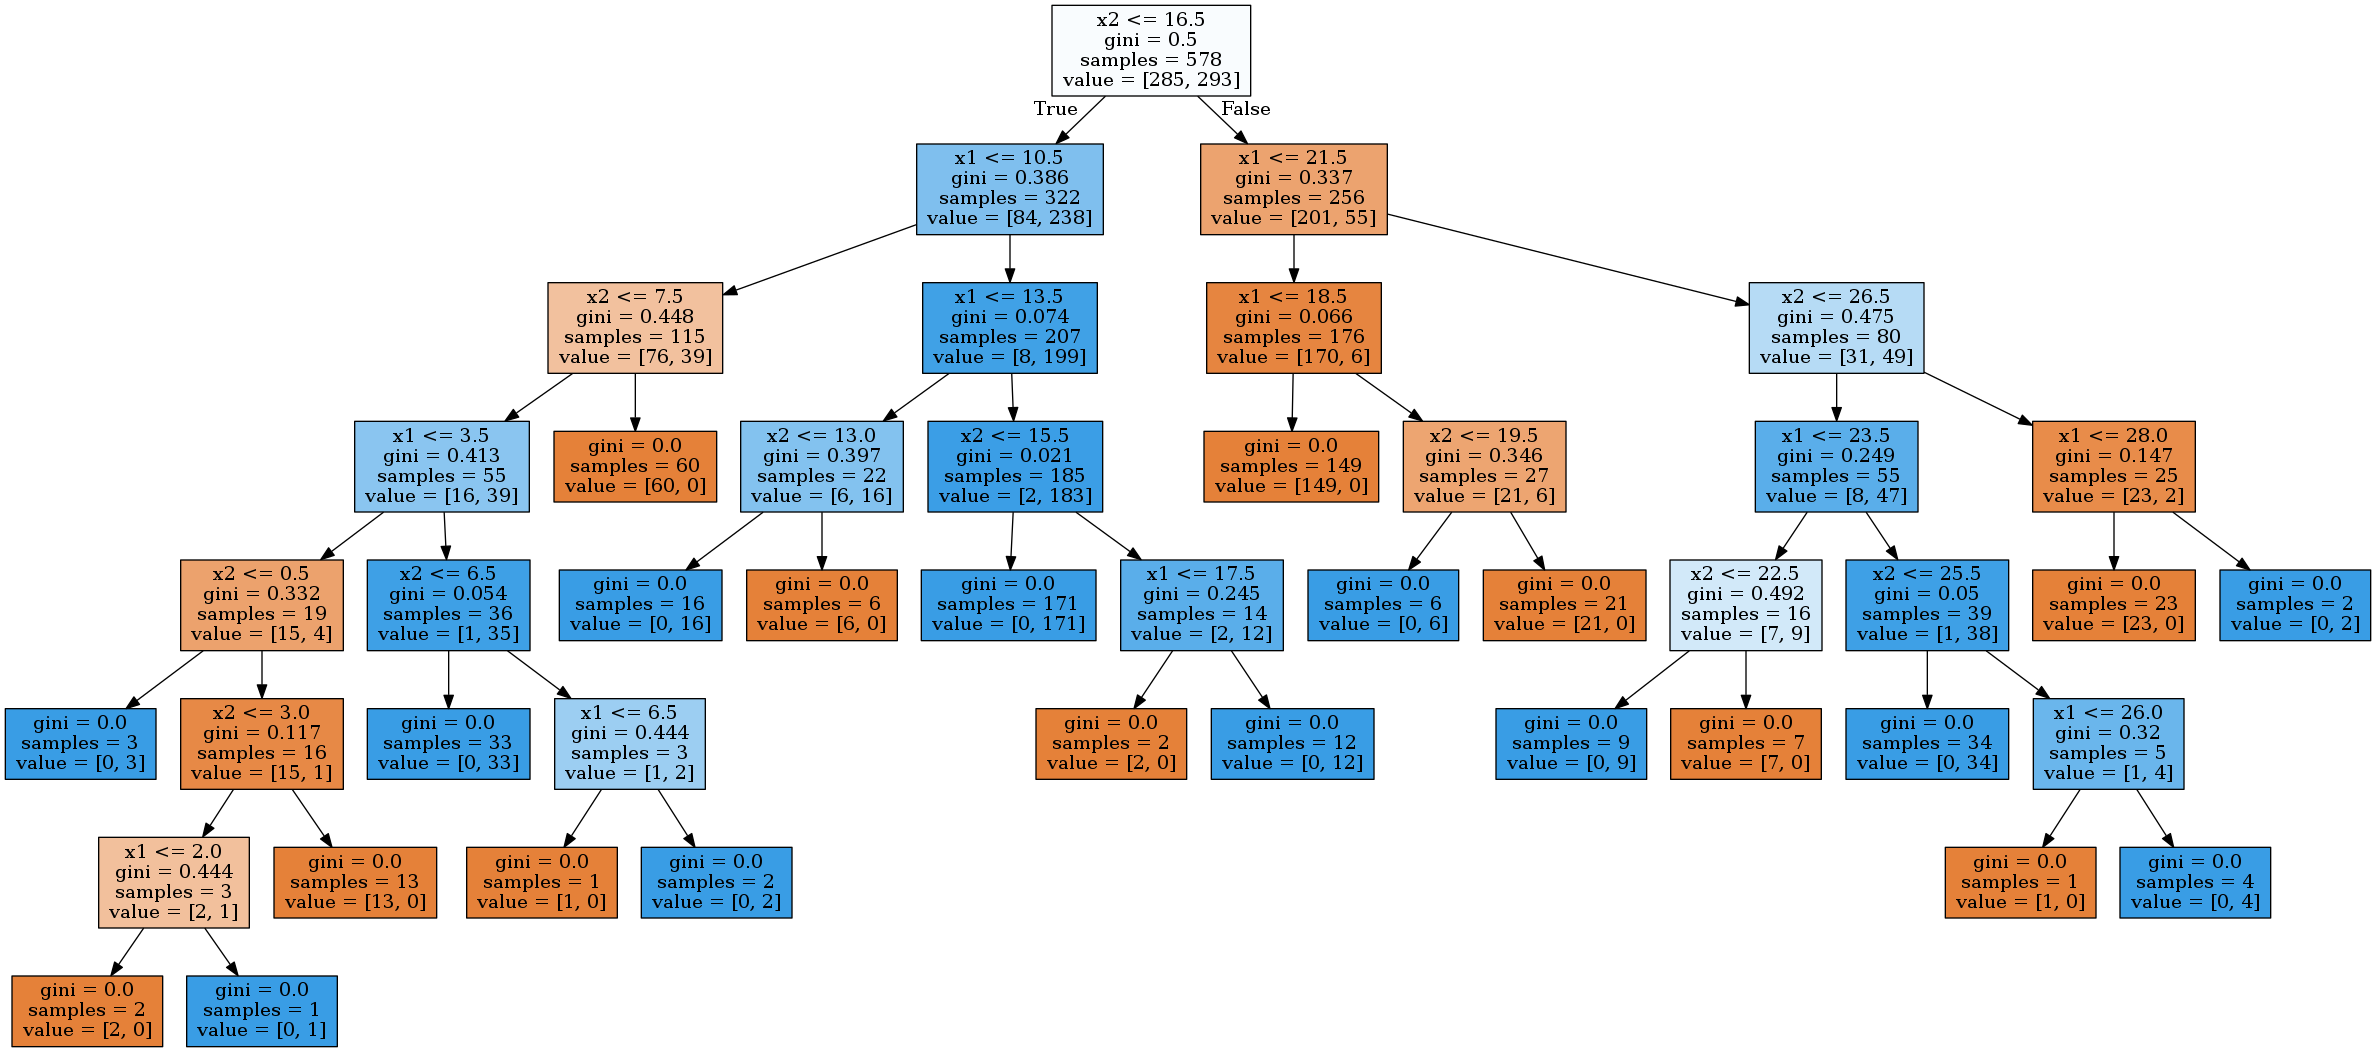 x2 <= 16.5
gini = 0.5
samples = 578
value = [285, 293]
True
False
x1 <= 10.5
gini = 0.386
samples = 322
value = [84, 238]
x1 <= 21.5
gini = 0.337
samples = 256
value = [201, 55]
x2 <= 7.5
gini = 0.448
samples = 115
value = [76, 39]
x1 <= 13.5
gini = 0.074
samples = 207
value = [8, 199]
x1 <= 18.5
gini = 0.066
samples = 176
value = [170, 6]
x2 <= 26.5
gini = 0.475
samples = 80
value = [31, 49]
x1 <= 3.5
gini = 0.413
samples = 55
value = [16, 39]
gini = 0.0
samples = 60
value = [60, 0]
x2 <= 13.0
gini = 0.397
samples = 22
value = [6, 16]
x2 <= 15.5
gini = 0.021
samples = 185
value = [2, 183]
gini = 0.0
samples = 149
value = [149, 0]
x2 <= 19.5
gini = 0.346
samples = 27
value = [21, 6]
x1 <= 23.5
gini = 0.249
samples = 55
value = [8, 47]
x1 <= 28.0
gini = 0.147
samples = 25
value = [23, 2]
x2 <= 0.5
gini = 0.332
samples = 19
value = [15, 4]
x2 <= 6.5
gini = 0.054
samples = 36
value = [1, 35]
gini = 0.0
samples = 16
value = [0, 16]
gini = 0.0
samples = 6
value = [6, 0]
gini = 0.0
samples = 171
value = [0, 171]
x1 <= 17.5
gini = 0.245
samples = 14
value = [2, 12]
gini = 0.0
samples = 6
value = [0, 6]
gini = 0.0
samples = 21
value = [21, 0]
x2 <= 22.5
gini = 0.492
samples = 16
value = [7, 9]
x2 <= 25.5
gini = 0.05
samples = 39
value = [1, 38]
gini = 0.0
samples = 23
value = [23, 0]
gini = 0.0
samples = 2
value = [0, 2]
gini = 0.0
samples = 3
value = [0, 3]
x2 <= 3.0
gini = 0.117
samples = 16
value = [15, 1]
gini = 0.0
samples = 33
value = [0, 33]
x1 <= 6.5
gini = 0.444
samples = 3
value = [1, 2]
gini = 0.0
samples = 2
value = [2, 0]
gini = 0.0
samples = 12
value = [0, 12]
gini = 0.0
samples = 9
value = [0, 9]
gini = 0.0
samples = 7
value = [7, 0]
gini = 0.0
samples = 34
value = [0, 34]
x1 <= 26.0
gini = 0.32
samples = 5
value = [1, 4]
x1 <= 2.0
gini = 0.444
samples = 3
value = [2, 1]
gini = 0.0
samples = 13
value = [13, 0]
gini = 0.0
samples = 1
value = [1, 0]
gini = 0.0
samples = 2
value = [0, 2]
gini = 0.0
samples = 1
value = [1, 0]
gini = 0.0
samples = 4
value = [0, 4]
gini = 0.0
samples = 2
value = [2, 0]
gini = 0.0
samples = 1
value = [0, 1]